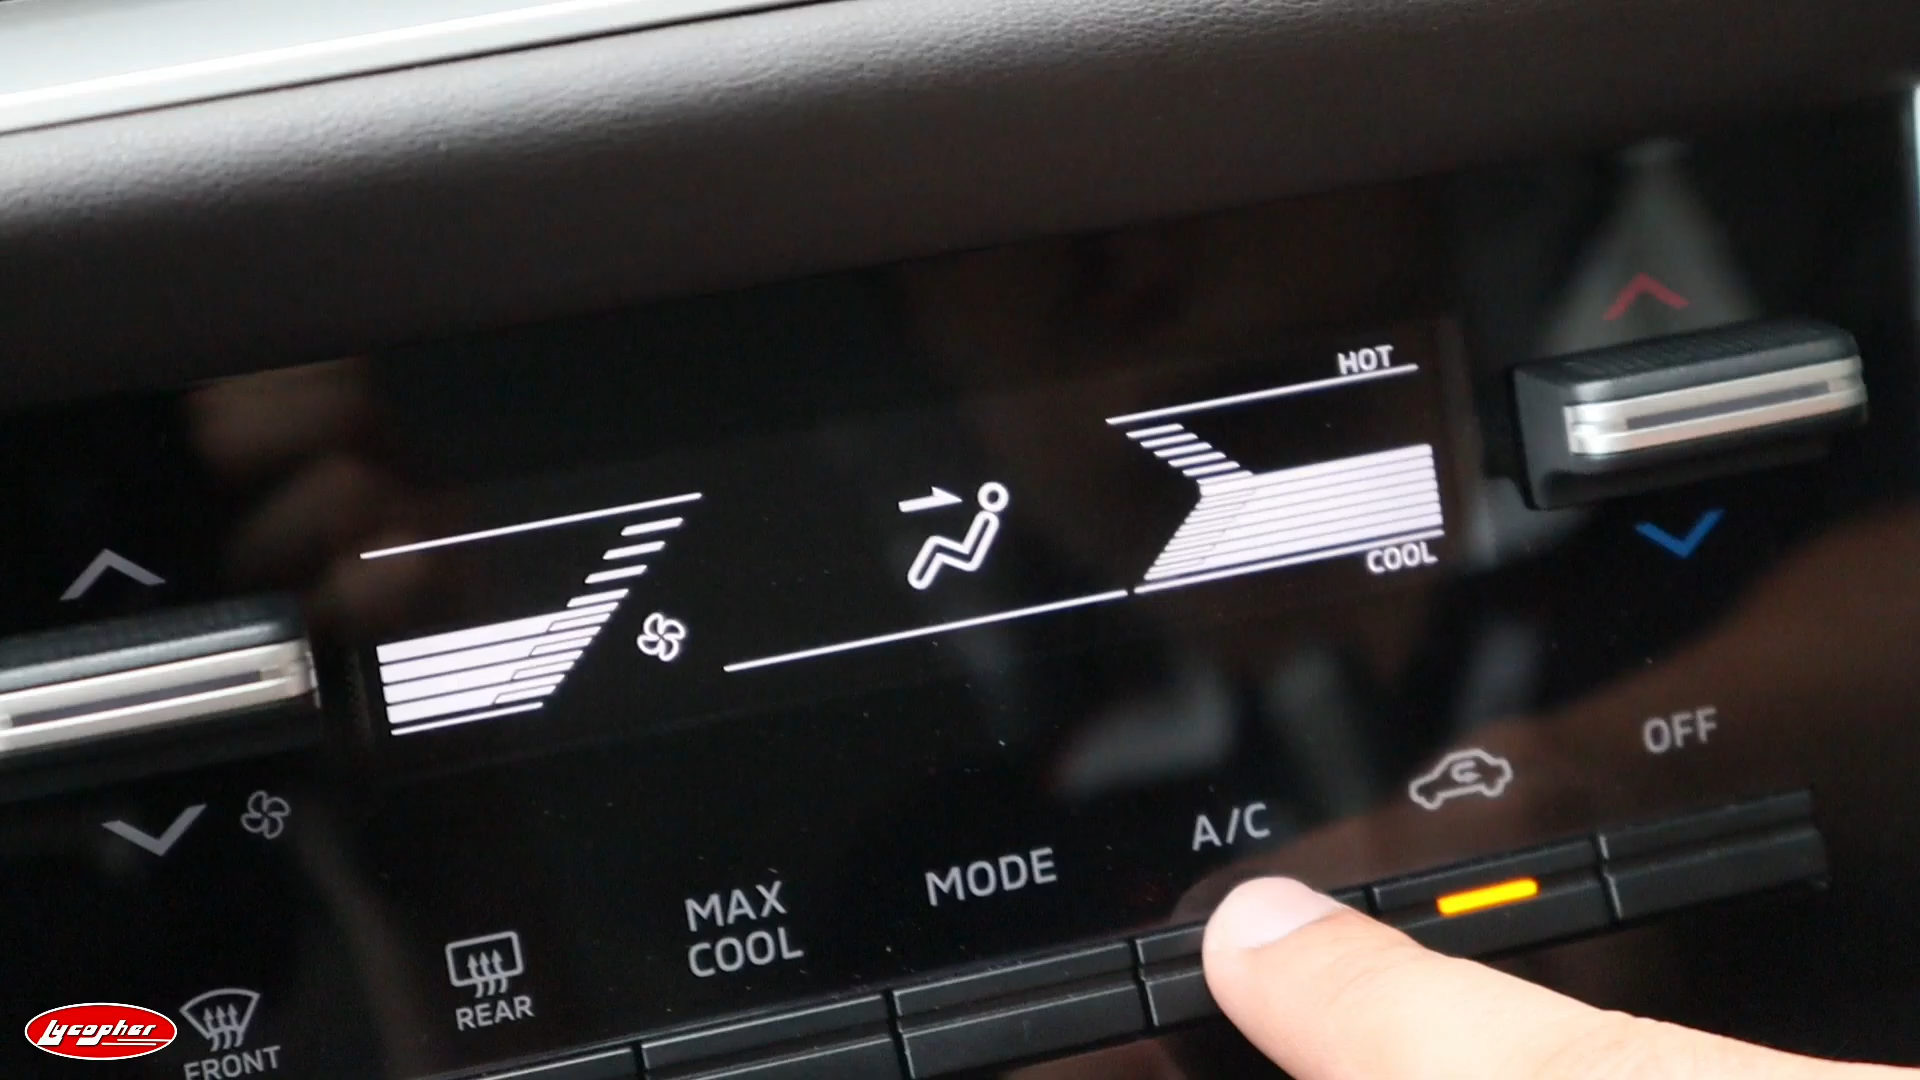 HOT
COOL
OFF
A/C
MODE
MAX
COOL
REAR
FRONT
Lycopher